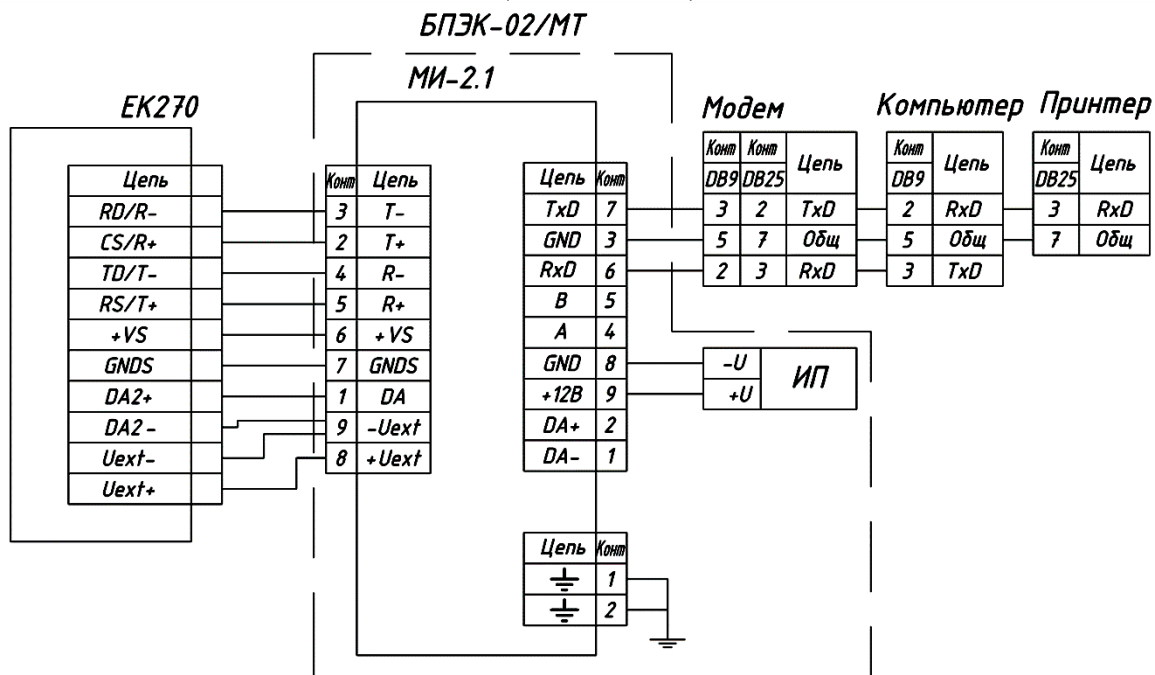 БПЭК-02/МТ
МИ-2.1
ЕК270
Модем
Компьютер
Принтер
Цепь
RD/R-
CS/R+
TD/T-
RS/T+
+VS
GNDS
DA2+
DA2-
Uext-
Uext+
Конт Цепь
3 T-
2 T+
4 R-
5 R+
6 +VS
7 GNDS
1 DA
9 -Uext
8 +Uext
Цепь Конт
TxD 7
GND 3
RxD 6
B 5
A 4
GND 8
+12В 9
DA+ 2
DA- 1
Цепь Конт
1
2
Конт Конт Цепь
DB9 DB25
3 2 TxD
5 7 Общ
2 3 RxD
Конт Цепь
DB9
2 RxD
5 Общ
3 TxD
Конт Цепь
DB25
3 RxD
7 Общ
-U ИП
+U